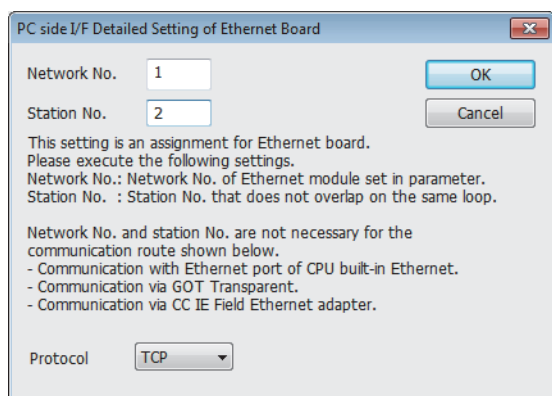 PC side I/F Detailed Setting of Ethernet Board
Network No. 1
OK
Station No. 2
Cancel
This setting is an assignment for Ethernet board.
Please execute the following settings.
Network No.: Network No. of Ethernet module set in parameter.
Station No. : Station No. that does not overlap on the same loop.
Network No. and station No. are not necessary for the
communication route shown below.
- Communication with Ethernet port of CPU built-in Ethernet.
- Communication via GOT Transparent.
- Communication via CC IE Field Ethernet adapter.
Protocol TCP